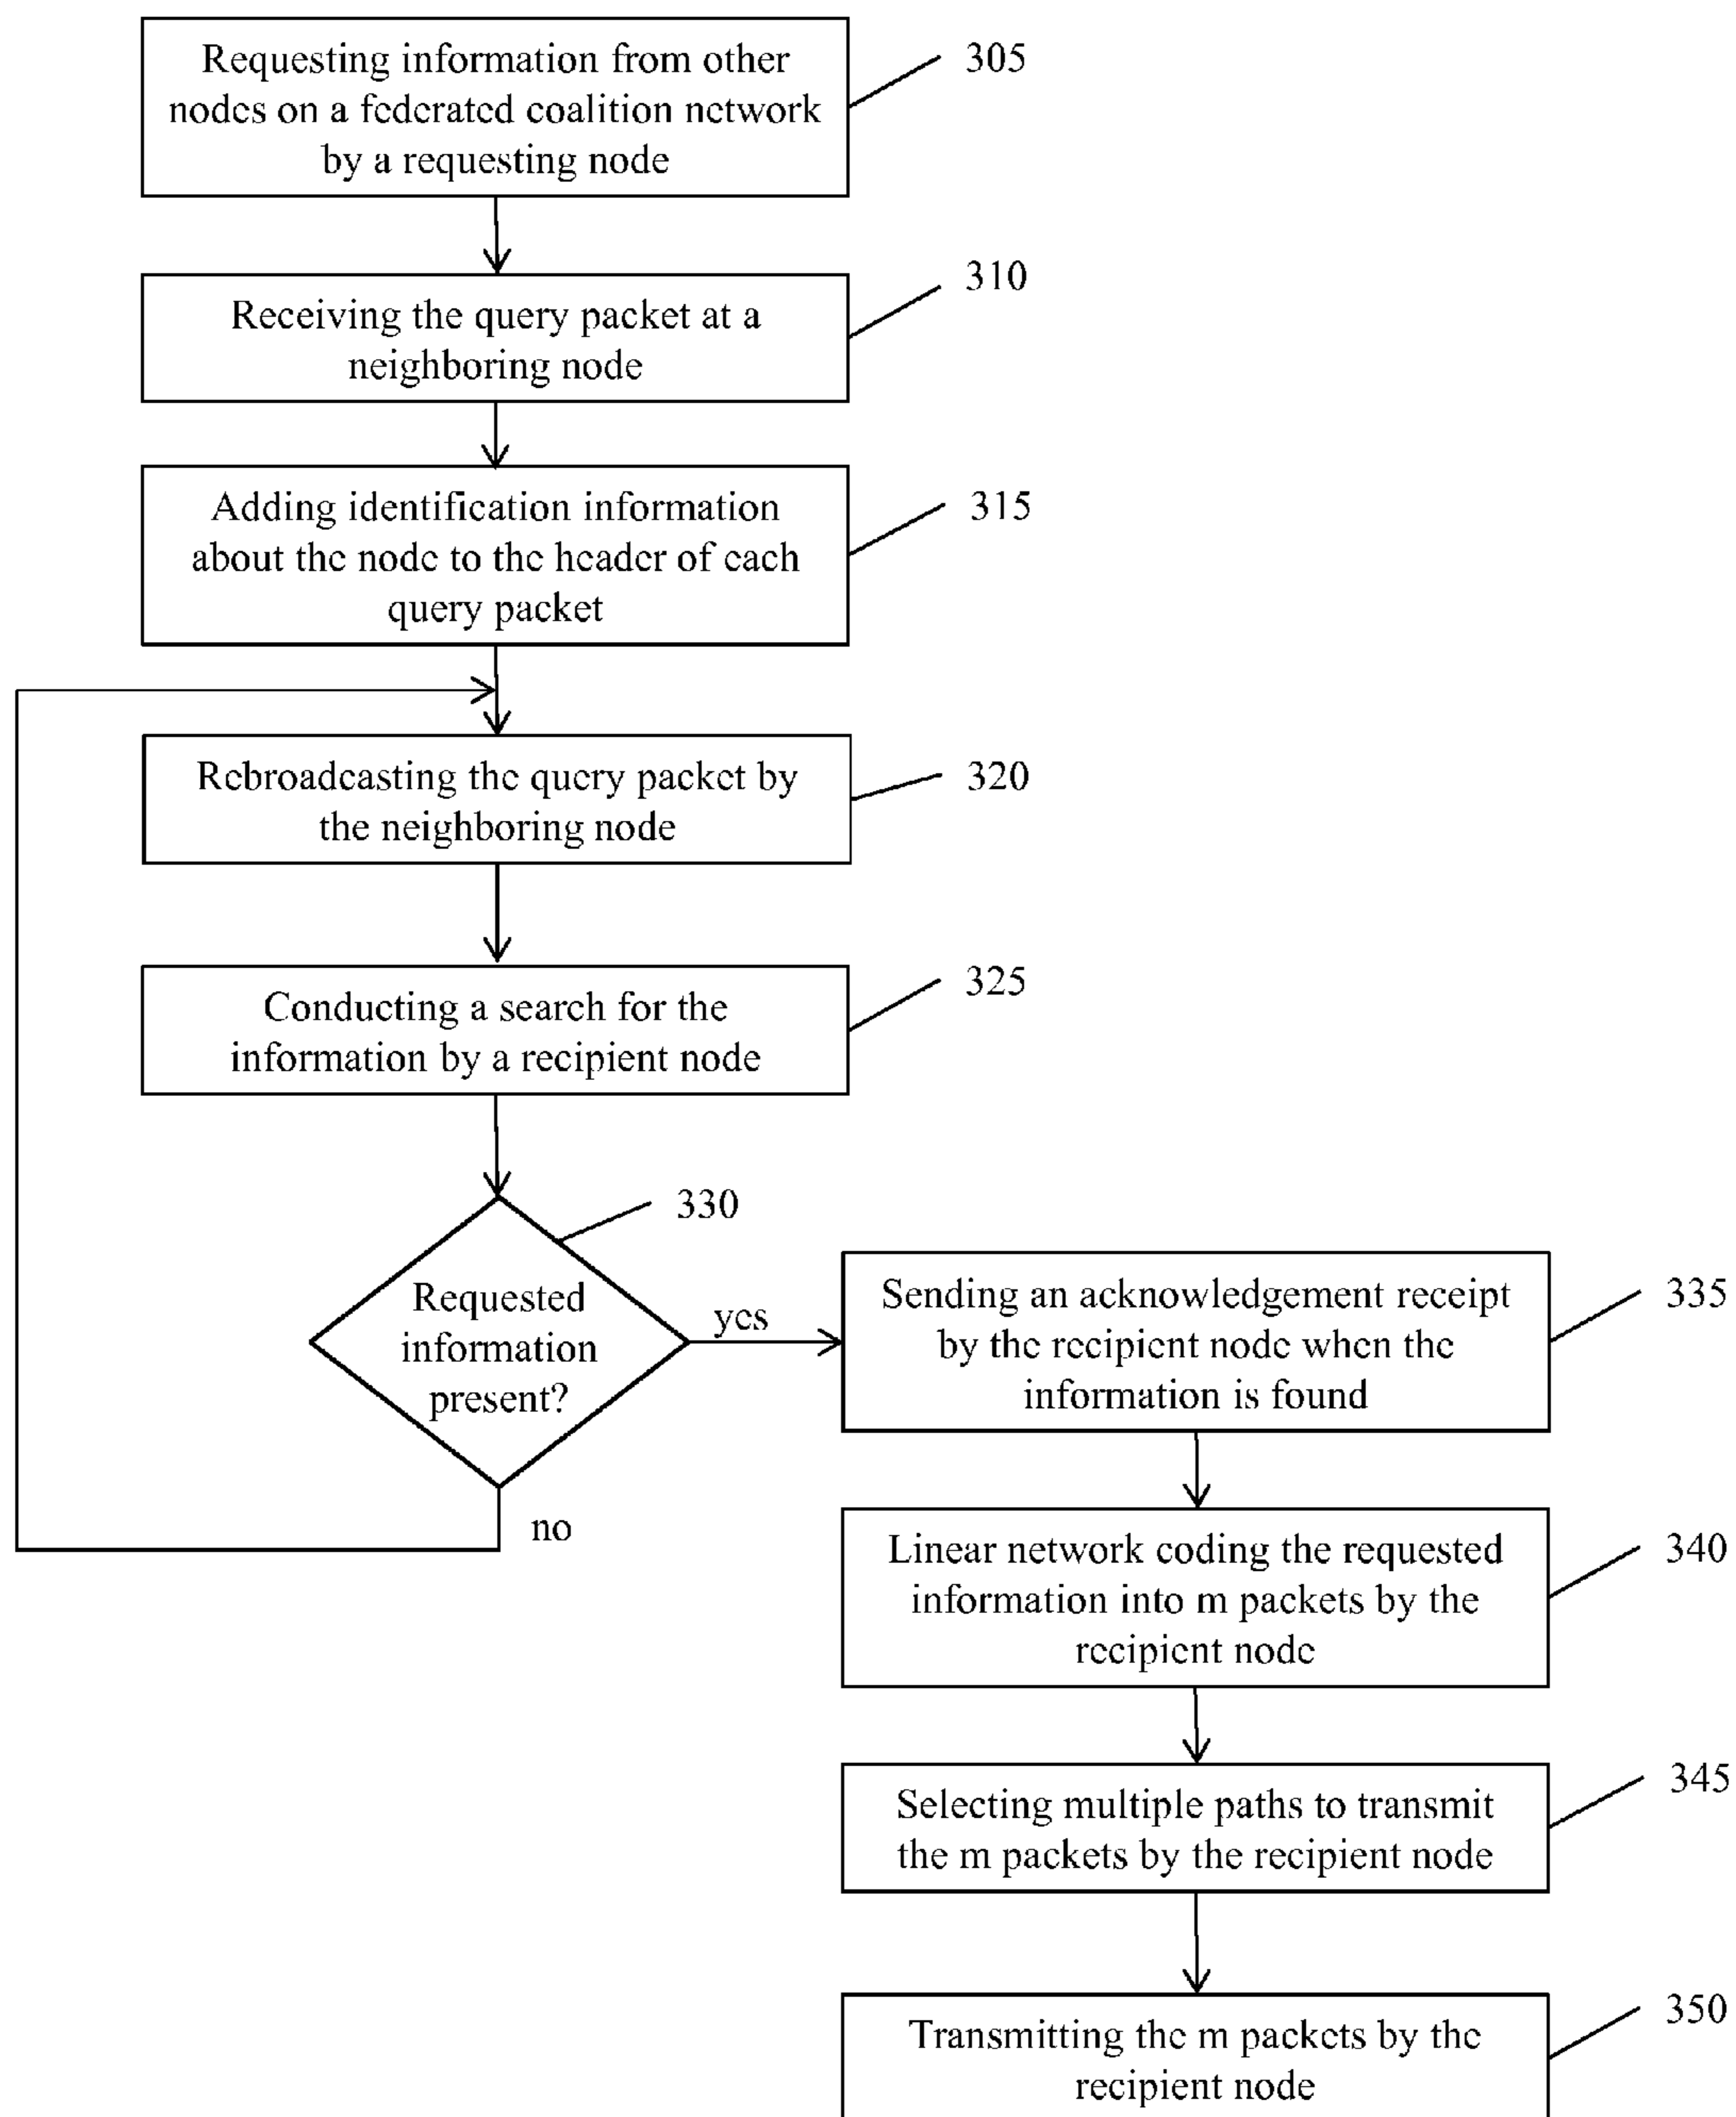 Requesting information from other
nodes on a federated coalition network
by a requesting node
305
Receiving the query packet at a
neighboring node
310
Adding identification information
about the node to the header of each
query packet
315
Rebroadcasting the query packet by
the neighboring node
320
Conducting a search for the
information by a recipient node
325
Requested
information
present?
330
yes
no
Sending an acknowledgement receipt
by the recipient node when the
information is found
335
Linear network coding the requested
information into m packets by the
recipient node
340
Selecting multiple paths to transmit
the m packets by the recipient node
345
Transmitting the m packets by the
recipient node
350